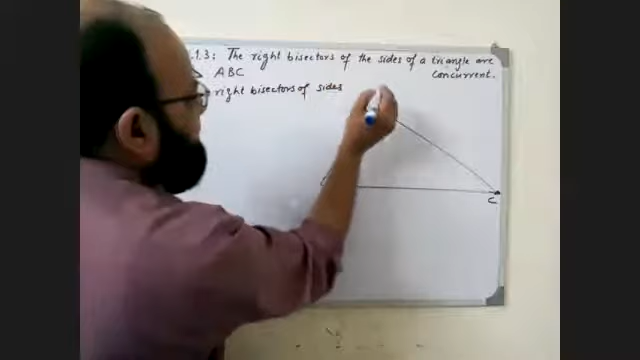 .1.3: The right bisectors of the sides of a triangle are
ABC concurrent.
right bisectors of sides
C